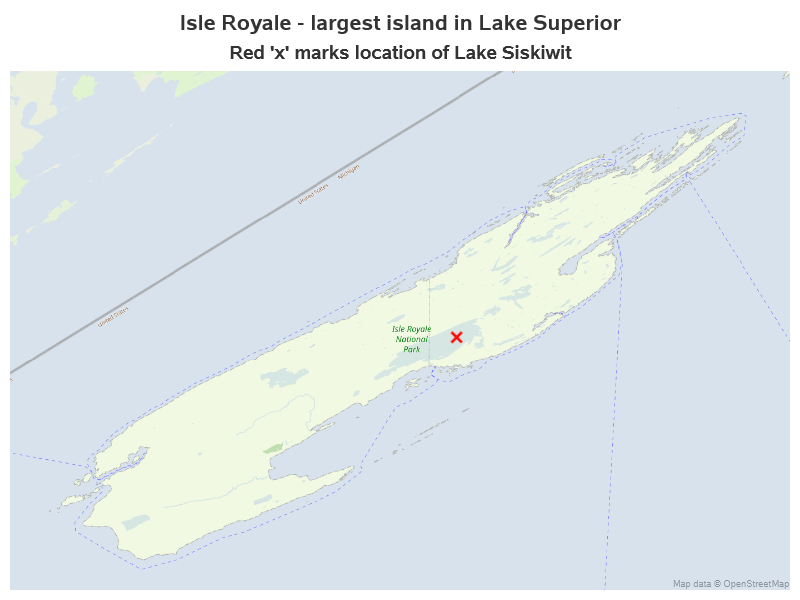 Isle Royale - largest island in Lake Superior
Red 'x' marks location of Lake Siskiwit
Michigan
United States
United States
Isle Royale
National
Park
Map data © OpenStreetMap